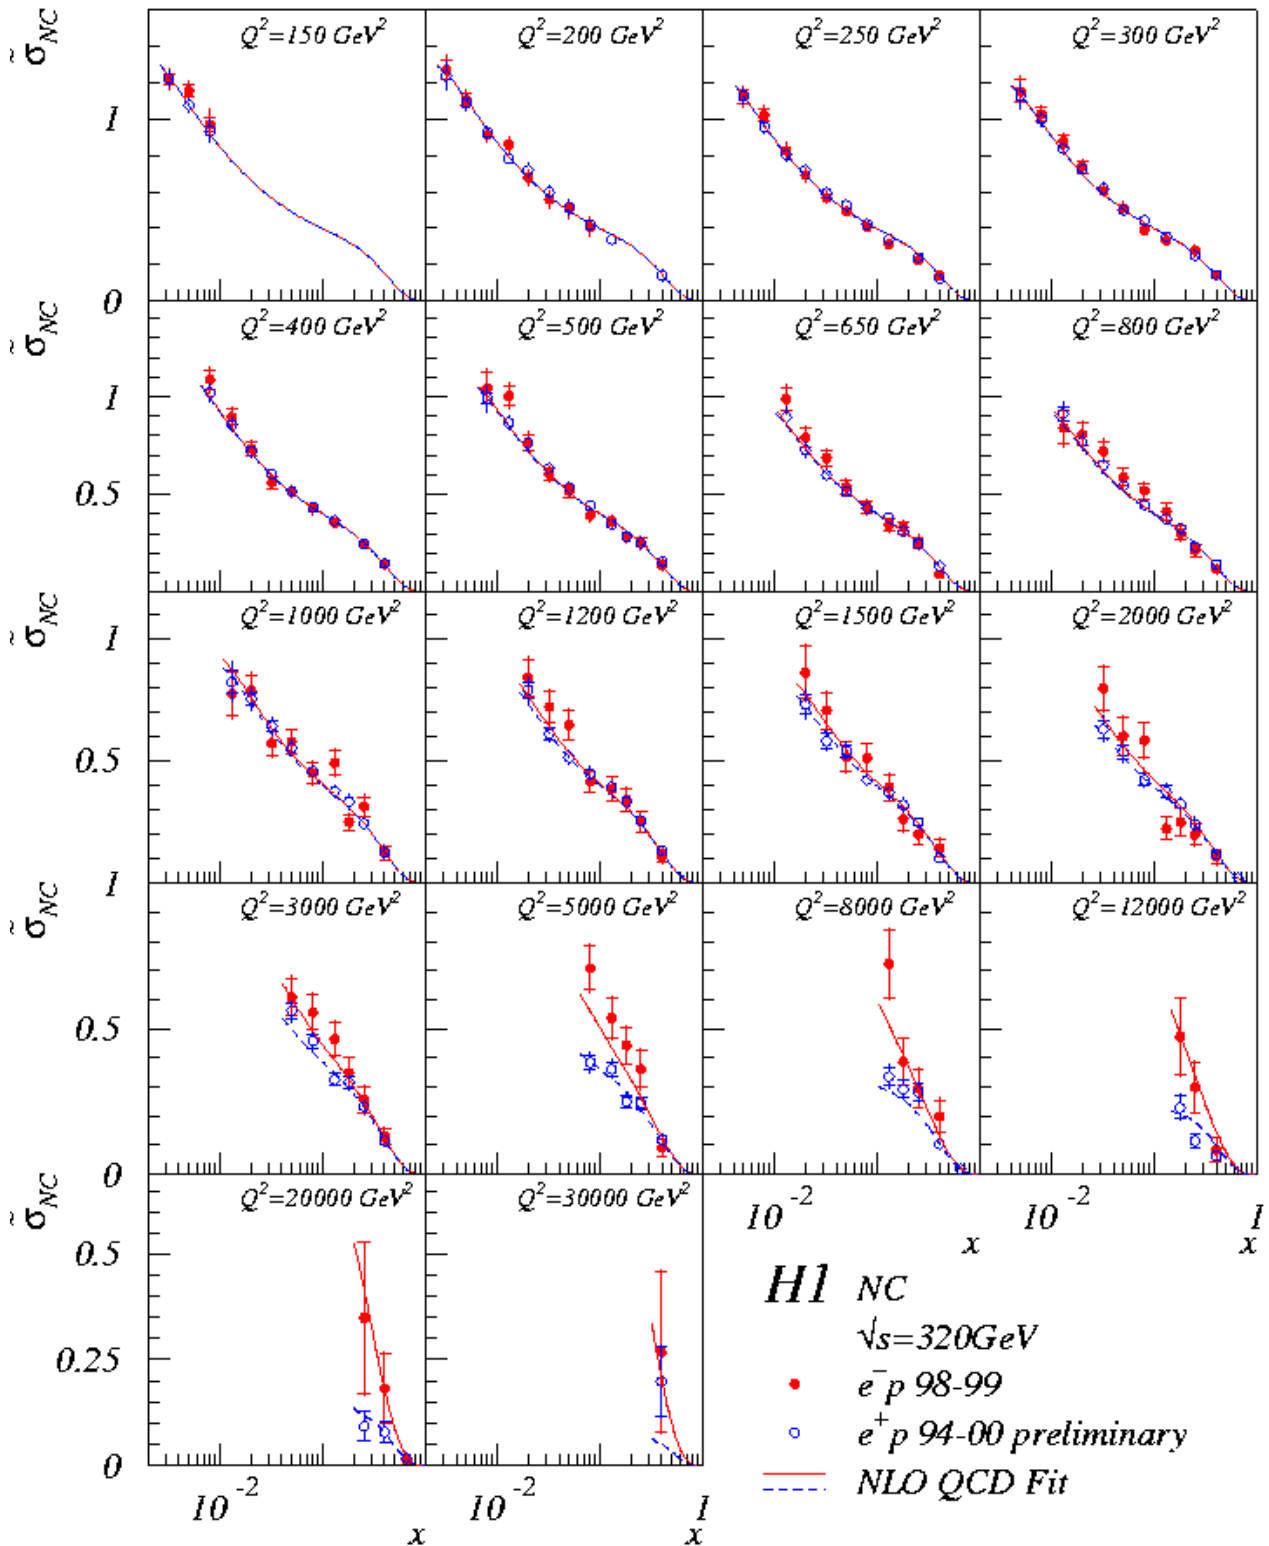 σ̃NC
Q²=150 GeV²
Q²=200 GeV²
Q²=250 GeV²
Q²=300 GeV²
1
0
σ̃NC
Q²=400 GeV²
Q²=500 GeV²
Q²=650 GeV²
Q²=800 GeV²
1
0.5
σ̃NC
Q²=1000 GeV²
Q²=1200 GeV²
Q²=1500 GeV²
Q²=2000 GeV²
1
0.5
1
σ̃NC
Q²=3000 GeV²
Q²=5000 GeV²
Q²=8000 GeV²
Q²=12000 GeV²
0.5
0
σ̃NC
Q²=20000 GeV²
Q²=30000 GeV²
10⁻²
10⁻²
1
x
x
0.5
0.25
0
H1 NC
√s=320GeV
e⁻p 98-99
e⁺p 94-00 preliminary
NLO QCD Fit
10⁻²
10⁻²
1
x
x